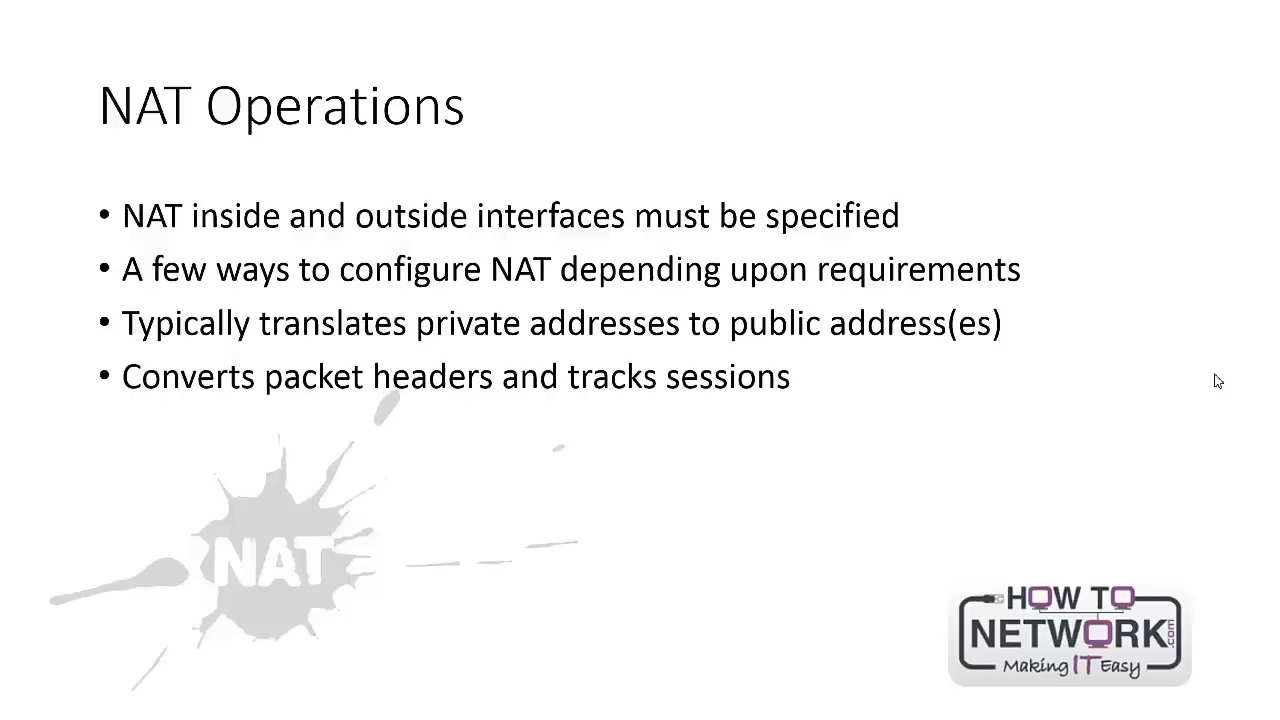 NAT Operations
• NAT inside and outside interfaces must be specified
• A few ways to configure NAT depending upon requirements
• Typically translates private addresses to public address(es)
• Converts packet headers and tracks sessions
NAT
HOW TO
NETWORK.com
Making IT Easy